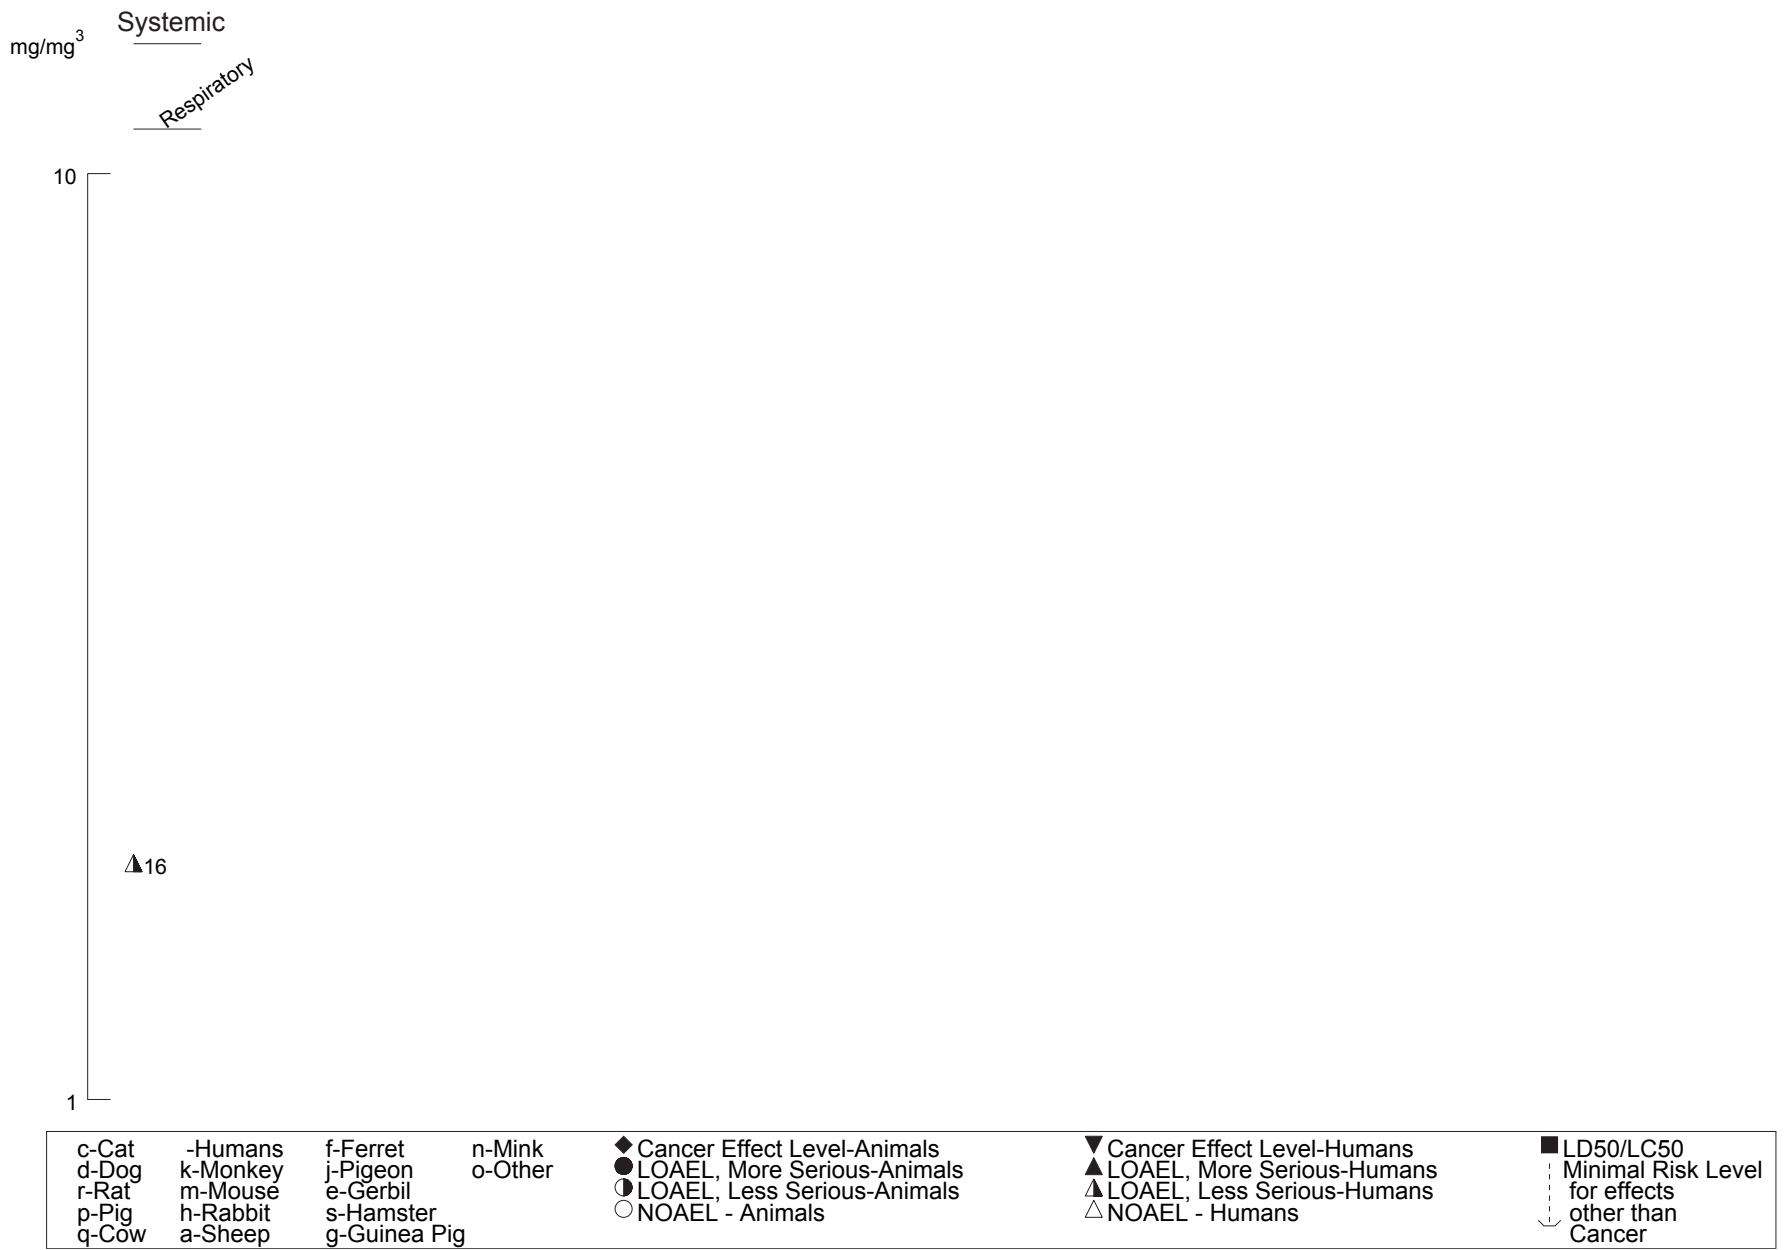 Systemic
mg/mg3
Respiratory
10
16
1
c-Cat -Humans f-Ferret n-Mink Cancer Effect Level-Animals Cancer Effect Level-Humans LD50/LC50
d-Dog k-Monkey j-Pigeon o-Other LOAEL, More Serious-Animals LOAEL, More Serious-Humans Minimal Risk Level
r-Rat m-Mouse e-Gerbil LOAEL, Less Serious-Animals LOAEL, Less Serious-Humans for effects
p-Pig h-Rabbit s-Hamster NOAEL - Animals NOAEL - Humans other than
q-Cow a-Sheep g-Guinea Pig Cancer